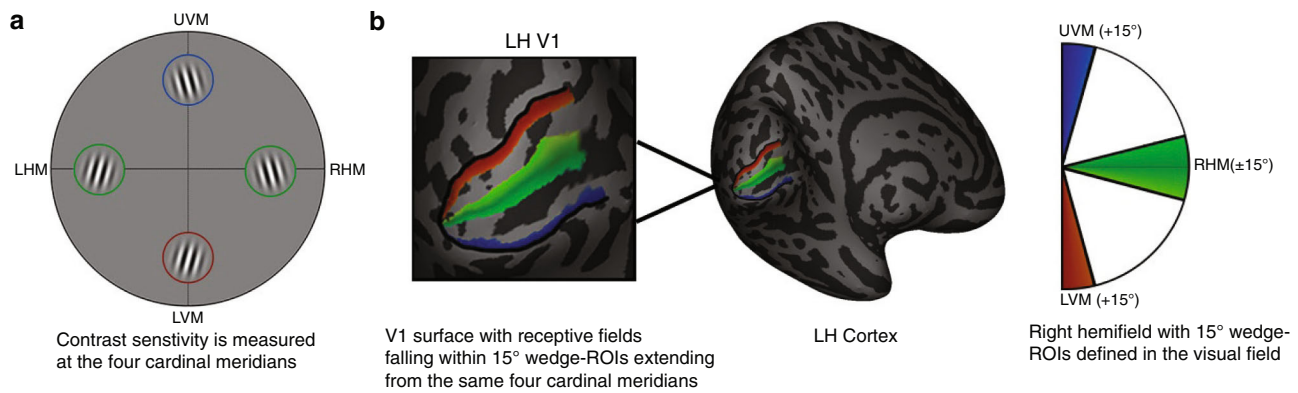 a
UVM
LHM
RHM
LVM
Contrast senstivity is measured
at the four cardinal meridians
b
LH V1
V1 surface with receptive fields
falling within 15° wedge-ROIs extending
from the same four cardinal meridians
LH Cortex
UVM (+15°)
RHM(±15°)
LVM (+15°)
Right hemifield with 15° wedge-
ROIs defined in the visual field